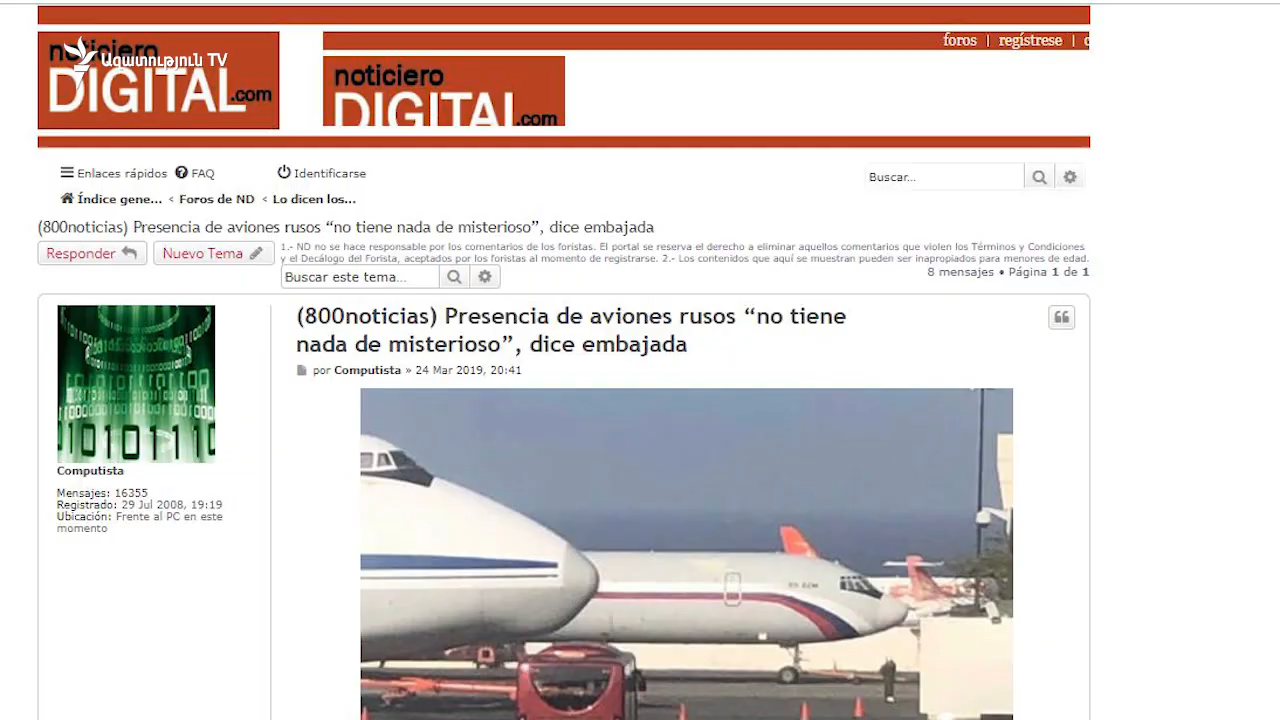 noticiero
Ազատություն TV
DIGITAL.com
foros | regístrese |
noticiero
DIGITAL.com
Enlaces rápidos FAQ Identificarse
Buscar...
Índice gene... < Foros de ND < Lo dicen los...
(800noticias) Presencia de aviones rusos “no tiene nada de misterioso”, dice embajada
Responder Nuevo Tema
1.- ND no se hace responsable por los comentarios de los foristas. El portal se reserva el derecho a eliminar aquellos comentarios que violen los Términos y Condiciones
y el Decálogo del Forista, aceptados por los foristas al momento de registrarse. 2.- Los contenidos que aquí se muestran pueden ser inapropiados para menores de edad.
Buscar este tema...
8 mensajes • Página 1 de 1
(800noticias) Presencia de aviones rusos “no tiene
nada de misterioso”, dice embajada
por Computista » 24 Mar 2019, 20:41
Computista
Mensajes: 16355
Registrado: 29 Jul 2008, 19:19
Ubicación: Frente al PC en este
momento